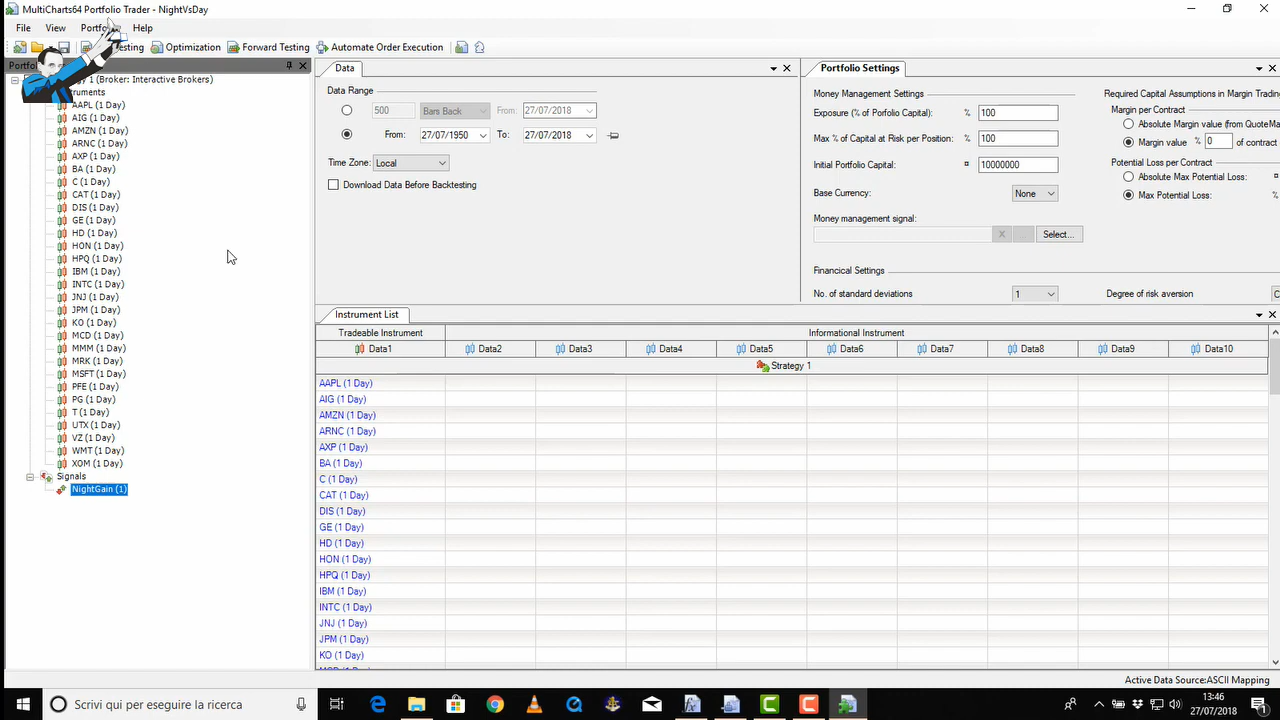 MultiCharts64 Portfolio Trader - NightVsDay
File View Help
Optimization Forward Testing Automate Order Execution
1 (Broker: Interactive Brokers)
AAPL (1 Day)
AIG (1 Day)
AMZN (1 Day)
ARNC (1 Day)
AXP (1 Day)
BA (1 Day)
C (1 Day)
CAT (1 Day)
DIS (1 Day)
GE (1 Day)
HD (1 Day)
HON (1 Day)
HPQ (1 Day)
IBM (1 Day)
INTC (1 Day)
JNJ (1 Day)
JPM (1 Day)
KO (1 Day)
MCD (1 Day)
MMM (1 Day)
MRK (1 Day)
MSFT (1 Day)
PFE (1 Day)
PG (1 Day)
T (1 Day)
UTX (1 Day)
VZ (1 Day)
WMT (1 Day)
XOM (1 Day)
Signals
NightGain (1)
Data
Data Range
500 Bars Back From: 27/07/2018
From: 27/07/1950 To: 27/07/2018
Time Zone: Local
Download Data Before Backtesting
Portfolio Settings
Money Management Settings
Exposure (% of Porfolio Capital): % 100
Max % of Capital at Risk per Position: % 100
Initial Portfolio Capital: ¤ 10000000
Base Currency: None
Money management signal:
X ... Select...
Financical Settings
No. of standard deviations 1
Required Capital Assumptions in Margin Trading
Margin per Contract
Absolute Margin value (from QuoteMa
Margin value % 0 of contract
Potential Loss per Contract
Absolute Max Potential Loss: ¤
Max Potential Loss: %
Degree of risk aversion
Instrument List
Tradeable Instrument Informational Instrument
Data1 Data2 Data3 Data4 Data5 Data6 Data7 Data8 Data9 Data10
Strategy 1
AAPL (1 Day)
AIG (1 Day)
AMZN (1 Day)
ARNC (1 Day)
AXP (1 Day)
BA (1 Day)
C (1 Day)
CAT (1 Day)
DIS (1 Day)
GE (1 Day)
HD (1 Day)
HON (1 Day)
HPQ (1 Day)
IBM (1 Day)
INTC (1 Day)
JNJ (1 Day)
JPM (1 Day)
KO (1 Day)
Active Data Source:ASCII Mapping
Scrivi qui per eseguire la ricerca
13:46
27/07/2018